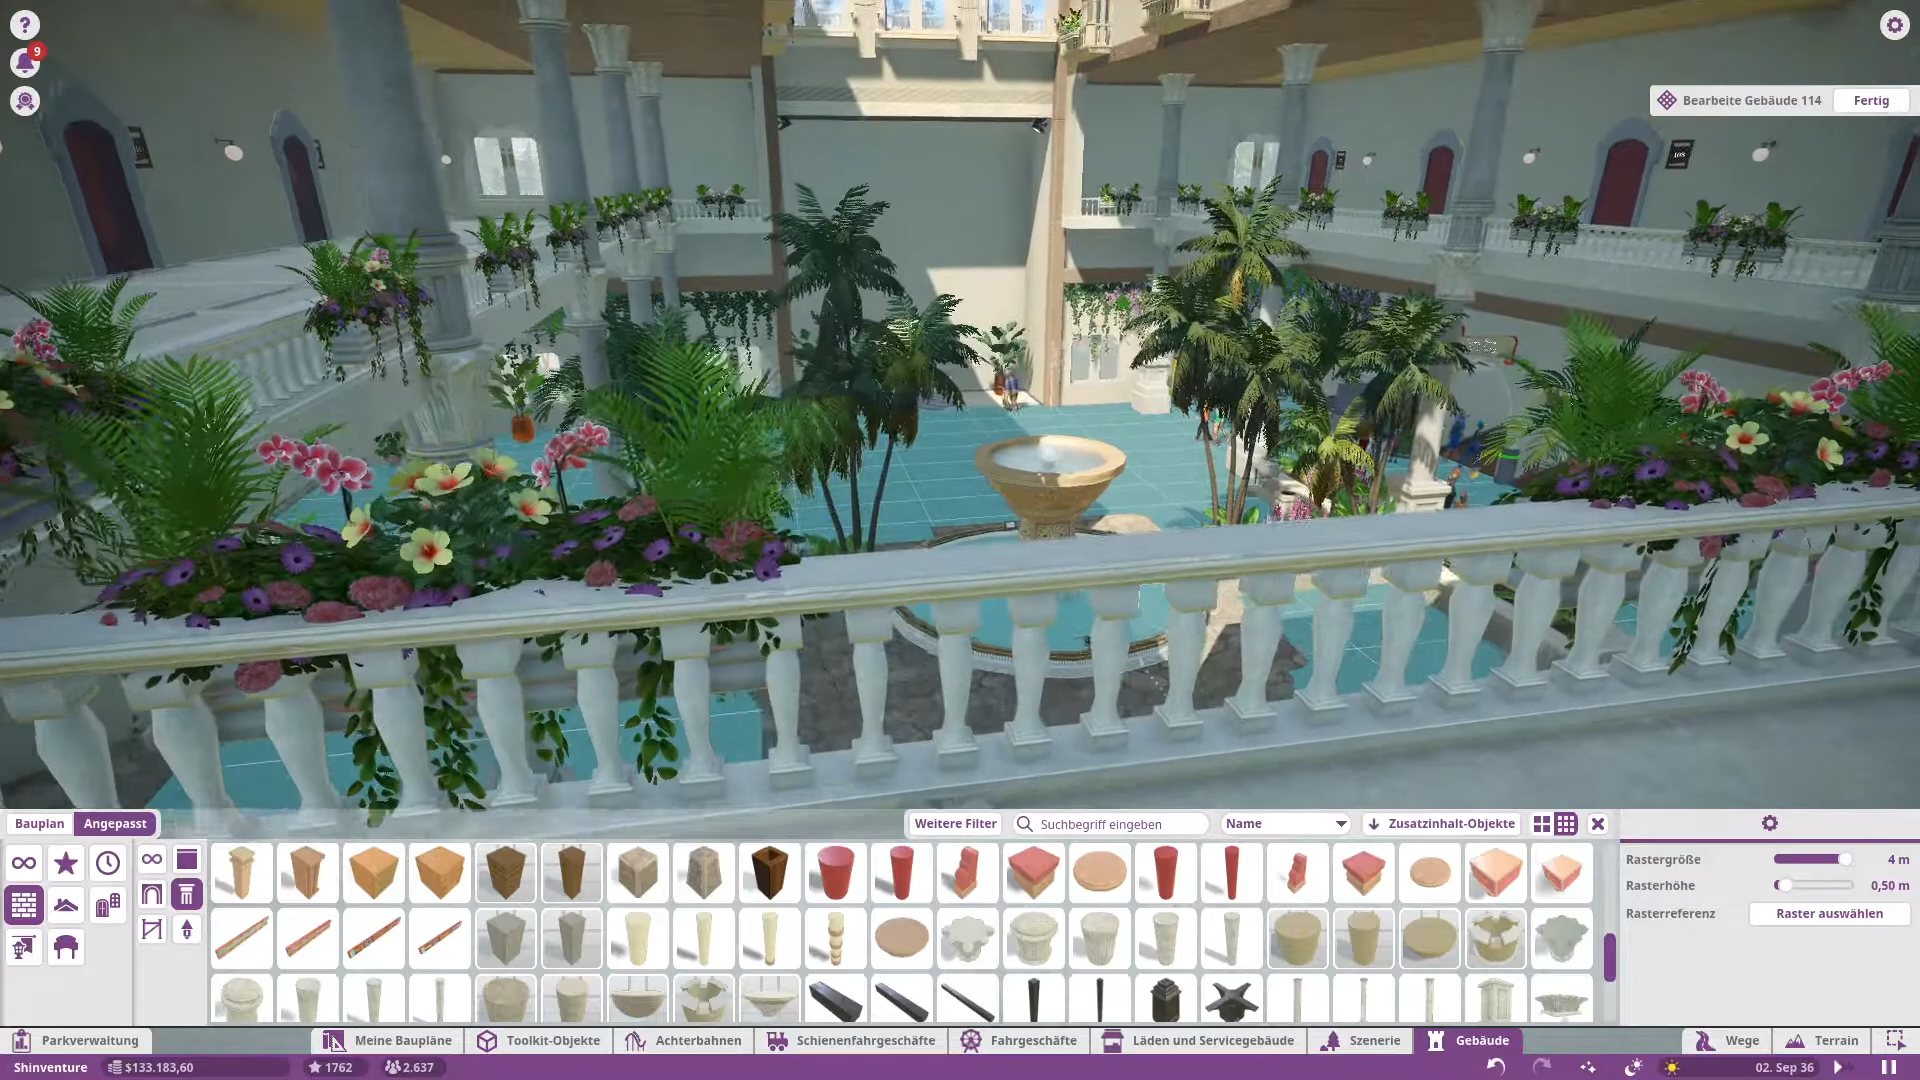 ?
9
Bearbeite Gebäude 114
Fertig
108
Bauplan
Angepasst
Weitere Filter
Suchbegriff eingeben
Name
Zusatzinhalt-Objekte
Rastergröße
4 m
Rasterhöhe
0,50 m
Rasterreferenz
Raster auswählen
Parkverwaltung
Meine Baupläne
Toolkit-Objekte
Achterbahnen
Schienenfahrgeschäfte
Fahrgeschäfte
Läden und Servicegebäude
Szenerie
Gebäude
Wege
Terrain
Shinventure
$133.183,60
1762
2.637
02. Sep 36